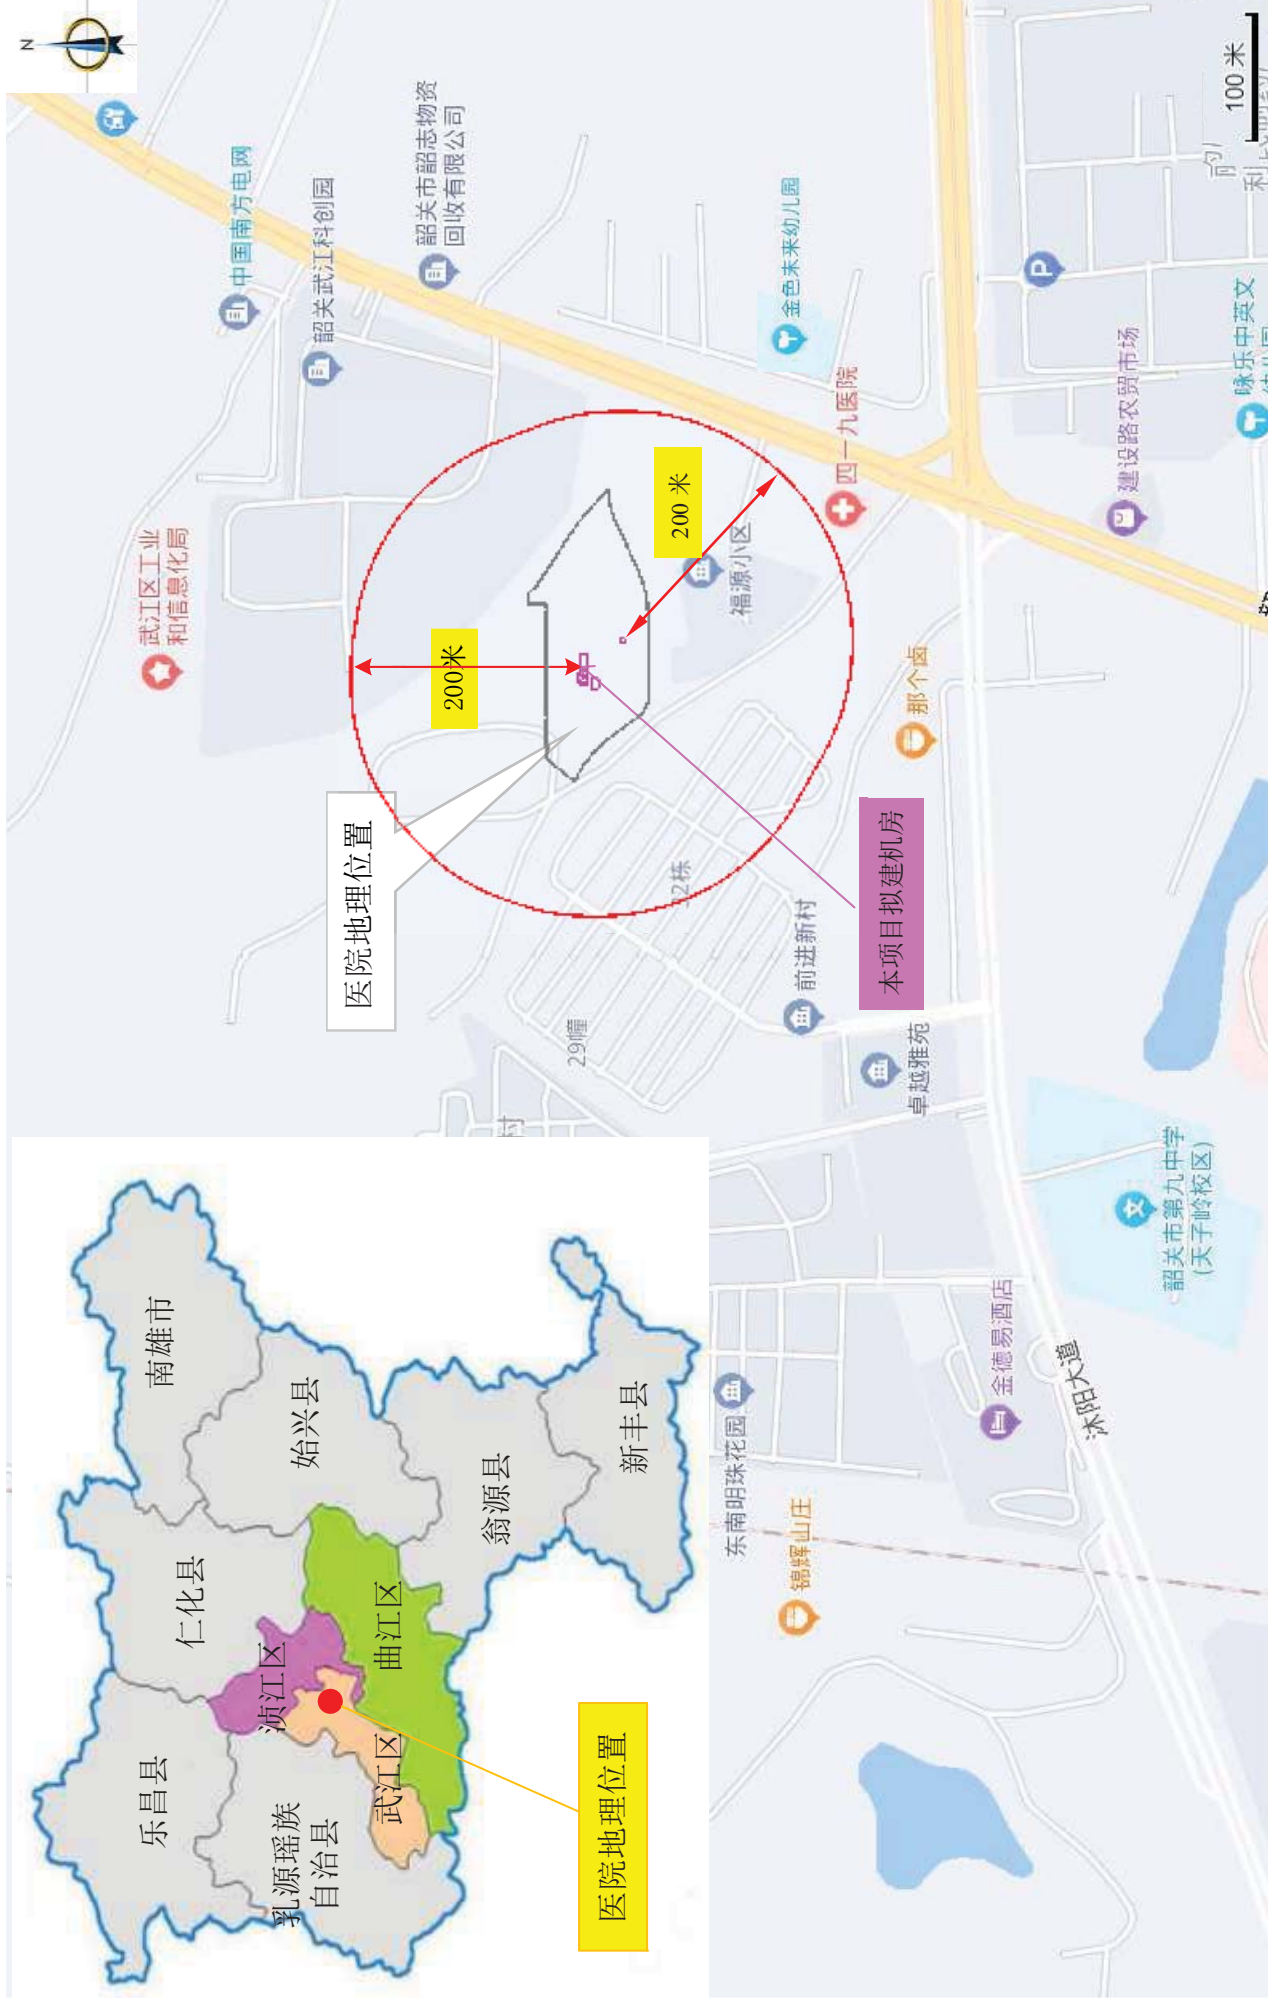 N
中国南方电网
韶关武江科创园
韶关市韶志物资
回收有限公司
武江区工业
和信息化局
金色未来幼儿园
四一九医院
200米
200 米
福源小区
医院地理位置
本项目拟建机房
那个卤
建设路农贸市场
P
咏乐中英文
100 米
32栋
29幢
前进新村
卓越雅苑
村
韶关市第九中学
(天子岭校区)
文
金德易酒店
沐阳大道
东南明珠花园
锦辉山庄
南雄市
始兴县
仁化县
翁源县
新丰县
浈江区
曲江区
武江区
乐昌县
乳源瑶族
自治县
医院地理位置